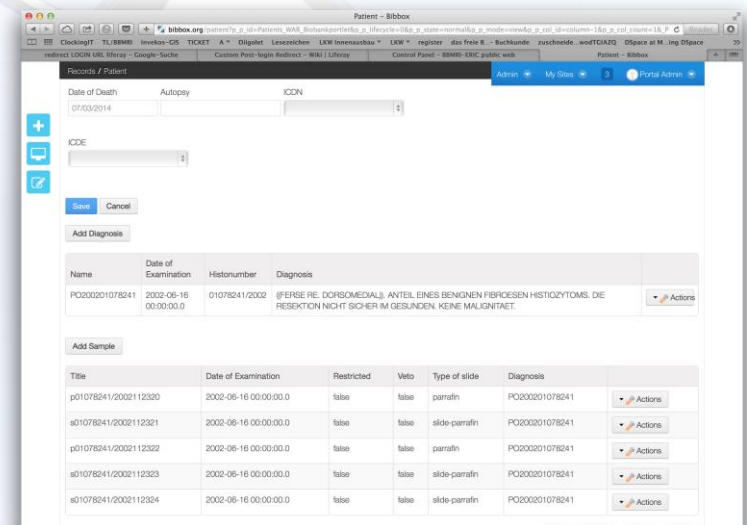 Patient – Bibbox
bibbox.org/patient?p_p_id=Patients_WAR_Biobankportlet&p_p_lifecycle=0&p_p_state=normal&p_p_mode=view&p_p_col_id=column-1&p_p_col_count=1&_P Reader
ClockingIT TL/BBMRI Invekos-GIS TICKET A Diigolet Lesezeichen LKW Innenausbau LKW register das freie R...- Buchkunde zuschneide...wodTCJAZQ DSpace at M...ing DSpace
redirect LOGIN URL liferay – Google-Suche Custom Post-login Redirect – Wiki | Liferay Control Panel – BBMRI-ERIC public web Patient – Bibbox
Records / Patient Admin My Sites 3 Portal Admin
Date of Death Autopsy ICDN
07/03/2014
ICDE
Save Cancel
Add Diagnosis
Name Date of Examination Histonumber Diagnosis
PO200201078241 2002-06-16 01078241/2002 ((FERSE RE. DORSOMEDIAL)). ANTEIL EINES BENIGNEN FIBROESEN HISTIOZYTOMS. DIE Actions
00:00:00.0 RESEKTION NICHT SICHER IM GESUNDEN. KEINE MALIGNITAET.
Add Sample
Title Date of Examination Restricted Veto Type of slide Diagnosis
p01078241/2002112320 2002-06-16 00:00:00.0 false false parrafin PO200201078241 Actions
s01078241/2002112321 2002-06-16 00:00:00.0 false false slide-parrafin PO200201078241 Actions
p01078241/2002112322 2002-06-16 00:00:00.0 false false parrafin PO200201078241 Actions
s01078241/2002112323 2002-06-16 00:00:00.0 false false slide-parrafin PO200201078241 Actions
s01078241/2002112324 2002-06-16 00:00:00.0 false false slide-parrafin PO200201078241 Actions